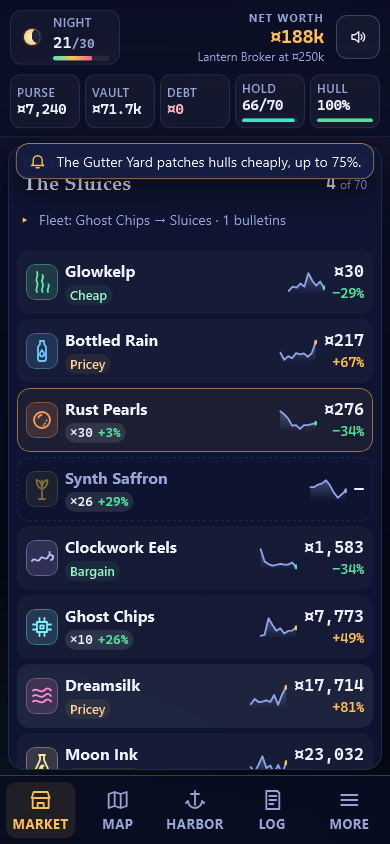 NIGHT
21/30
NET WORTH
¤188k
Lantern Broker at ¤250k
PURSE
¤7,240
VAULT
¤71.7k
DEBT
¤0
HOLD
66/70
HULL
100%
The Gutter Yard patches hulls cheaply, up to 75%.
The Sluices
4 of 70
Fleet: Ghost Chips → Sluices · 1 bulletins
Glowkelp
Cheap
¤30
−29%
Bottled Rain
Pricey
¤217
+67%
Rust Pearls
×30 +3%
¤276
−34%
Synth Saffron
×26 +29%
—
Clockwork Eels
Bargain
¤1,583
−34%
Ghost Chips
×10 +26%
¤7,773
+49%
Dreamsilk
Pricey
¤17,714
+81%
Moon Ink
¤23,032
MARKET
MAP
HARBOR
LOG
MORE